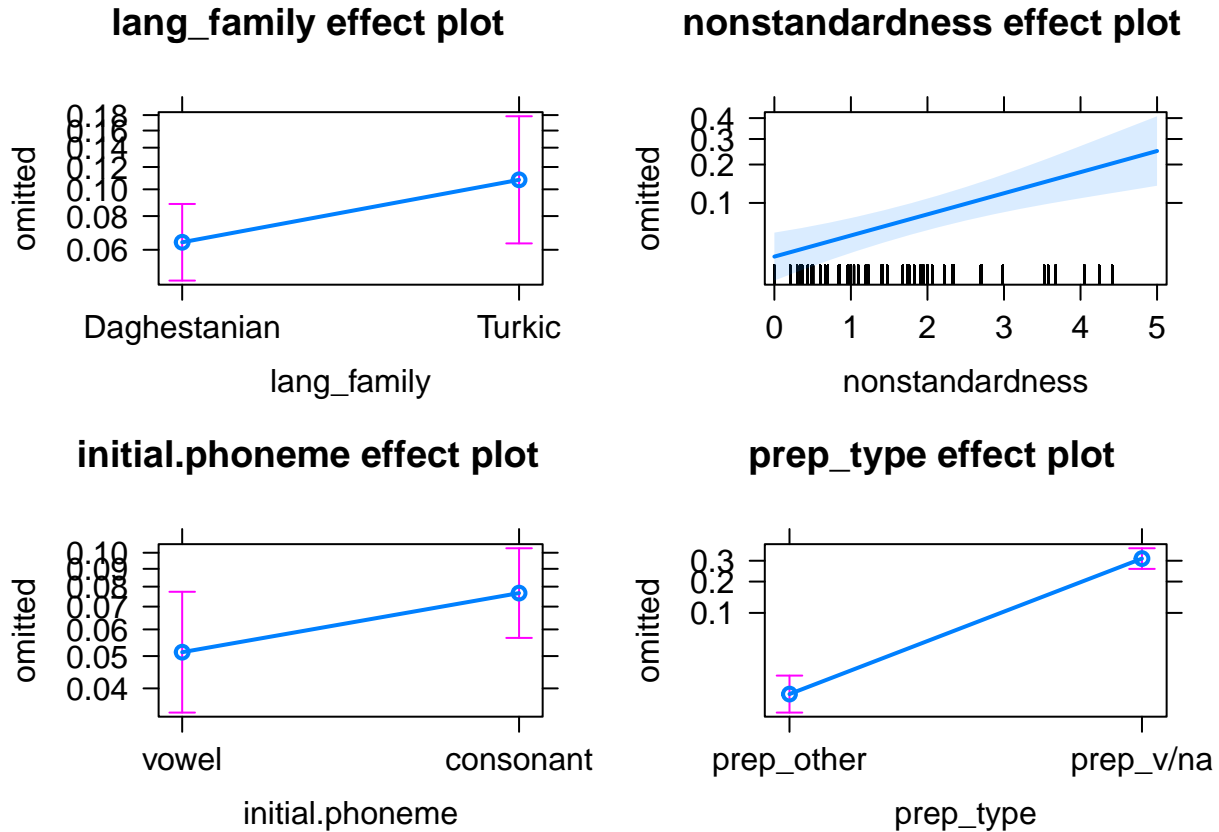 lang_family effect plot
omitted
0.18
0.16
0.14
0.12
0.10
0.08
0.06
Daghestanian Turkic
lang_family
nonstandardness effect plot
omitted
0.4
0.3
0.2
0.1
0 1 2 3 4 5
nonstandardness
initial.phoneme effect plot
omitted
0.10
0.09
0.08
0.07
0.06
0.05
0.04
vowel consonant
initial.phoneme
prep_type effect plot
omitted
0.3
0.2
0.1
prep_other prep_v/na
prep_type